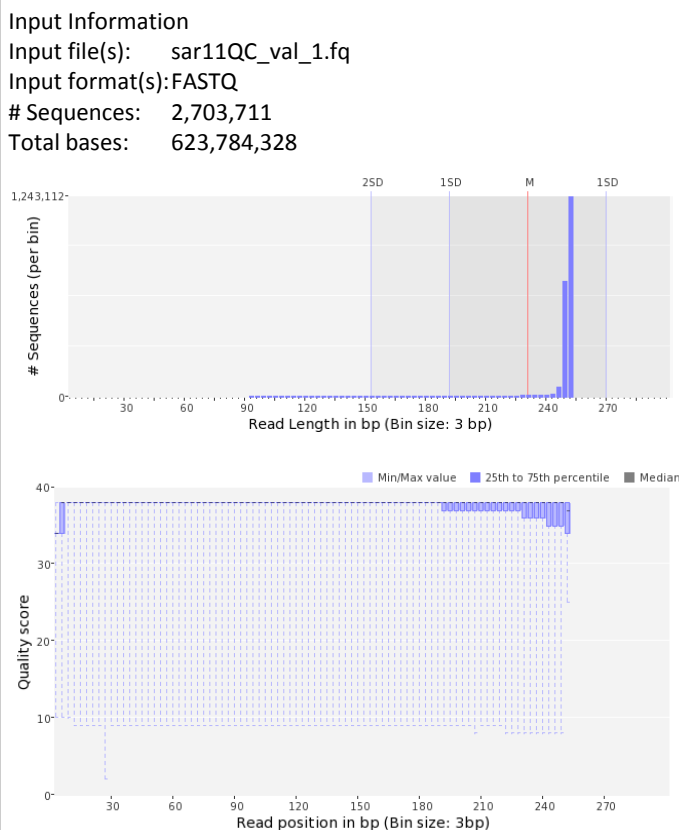 Input Information
Input file(s): sar11QC_val_1.fq
Input format(s):FASTQ
# Sequences: 2,703,711
Total bases: 623,784,328
2SD 1SD M 1SD
1,243,112
# Sequences (per bin)
0
30 60 90 120 150 180 210 240 270
Read Length in bp (Bin size: 3 bp)
Min/Max value 25th to 75th percentile Median
40
30
20
10
0
Quality score
30 60 90 120 150 180 210 240 270
Read position in bp (Bin size: 3bp)